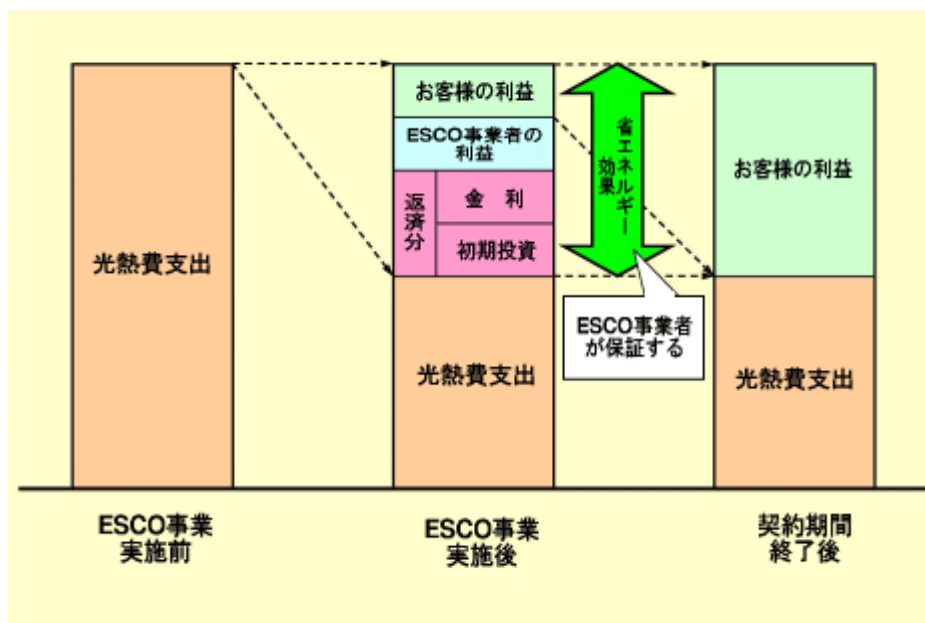 光熱費支出
お客様の利益
ESCO事業者の
利益
返済分
金 利
初期投資
光熱費支出
省エネルギー
効果
ESCO事業者
が保証する
お客様の利益
光熱費支出
ESCO事業
実施前
ESCO事業
実施後
契約期間
終了後